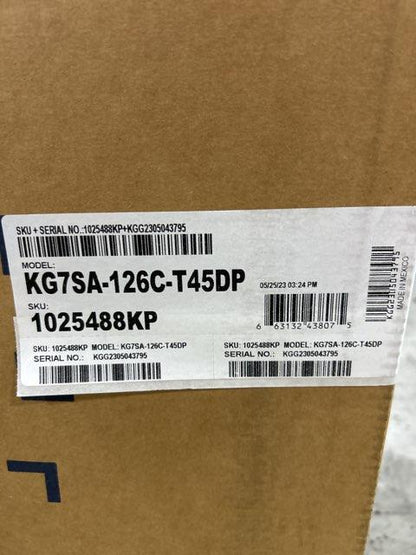 SKU + SERIAL NO.:1025488KP+KGG2305043795
MODEL:
KG7SA-126C-T45DP
05/25/23 03:24 PM
SKU:
1025488KP
6 63132 43807 5
KGG2305043795
MADE IN MEXICO
SKU: 1025488KP MODEL: KG7SA-126C-T45DP
SERIAL NO.: KGG2305043795
SKU: 1025488KP MODEL: KG7SA-126C-T45DP
SERIAL NO.: KGG2305043795